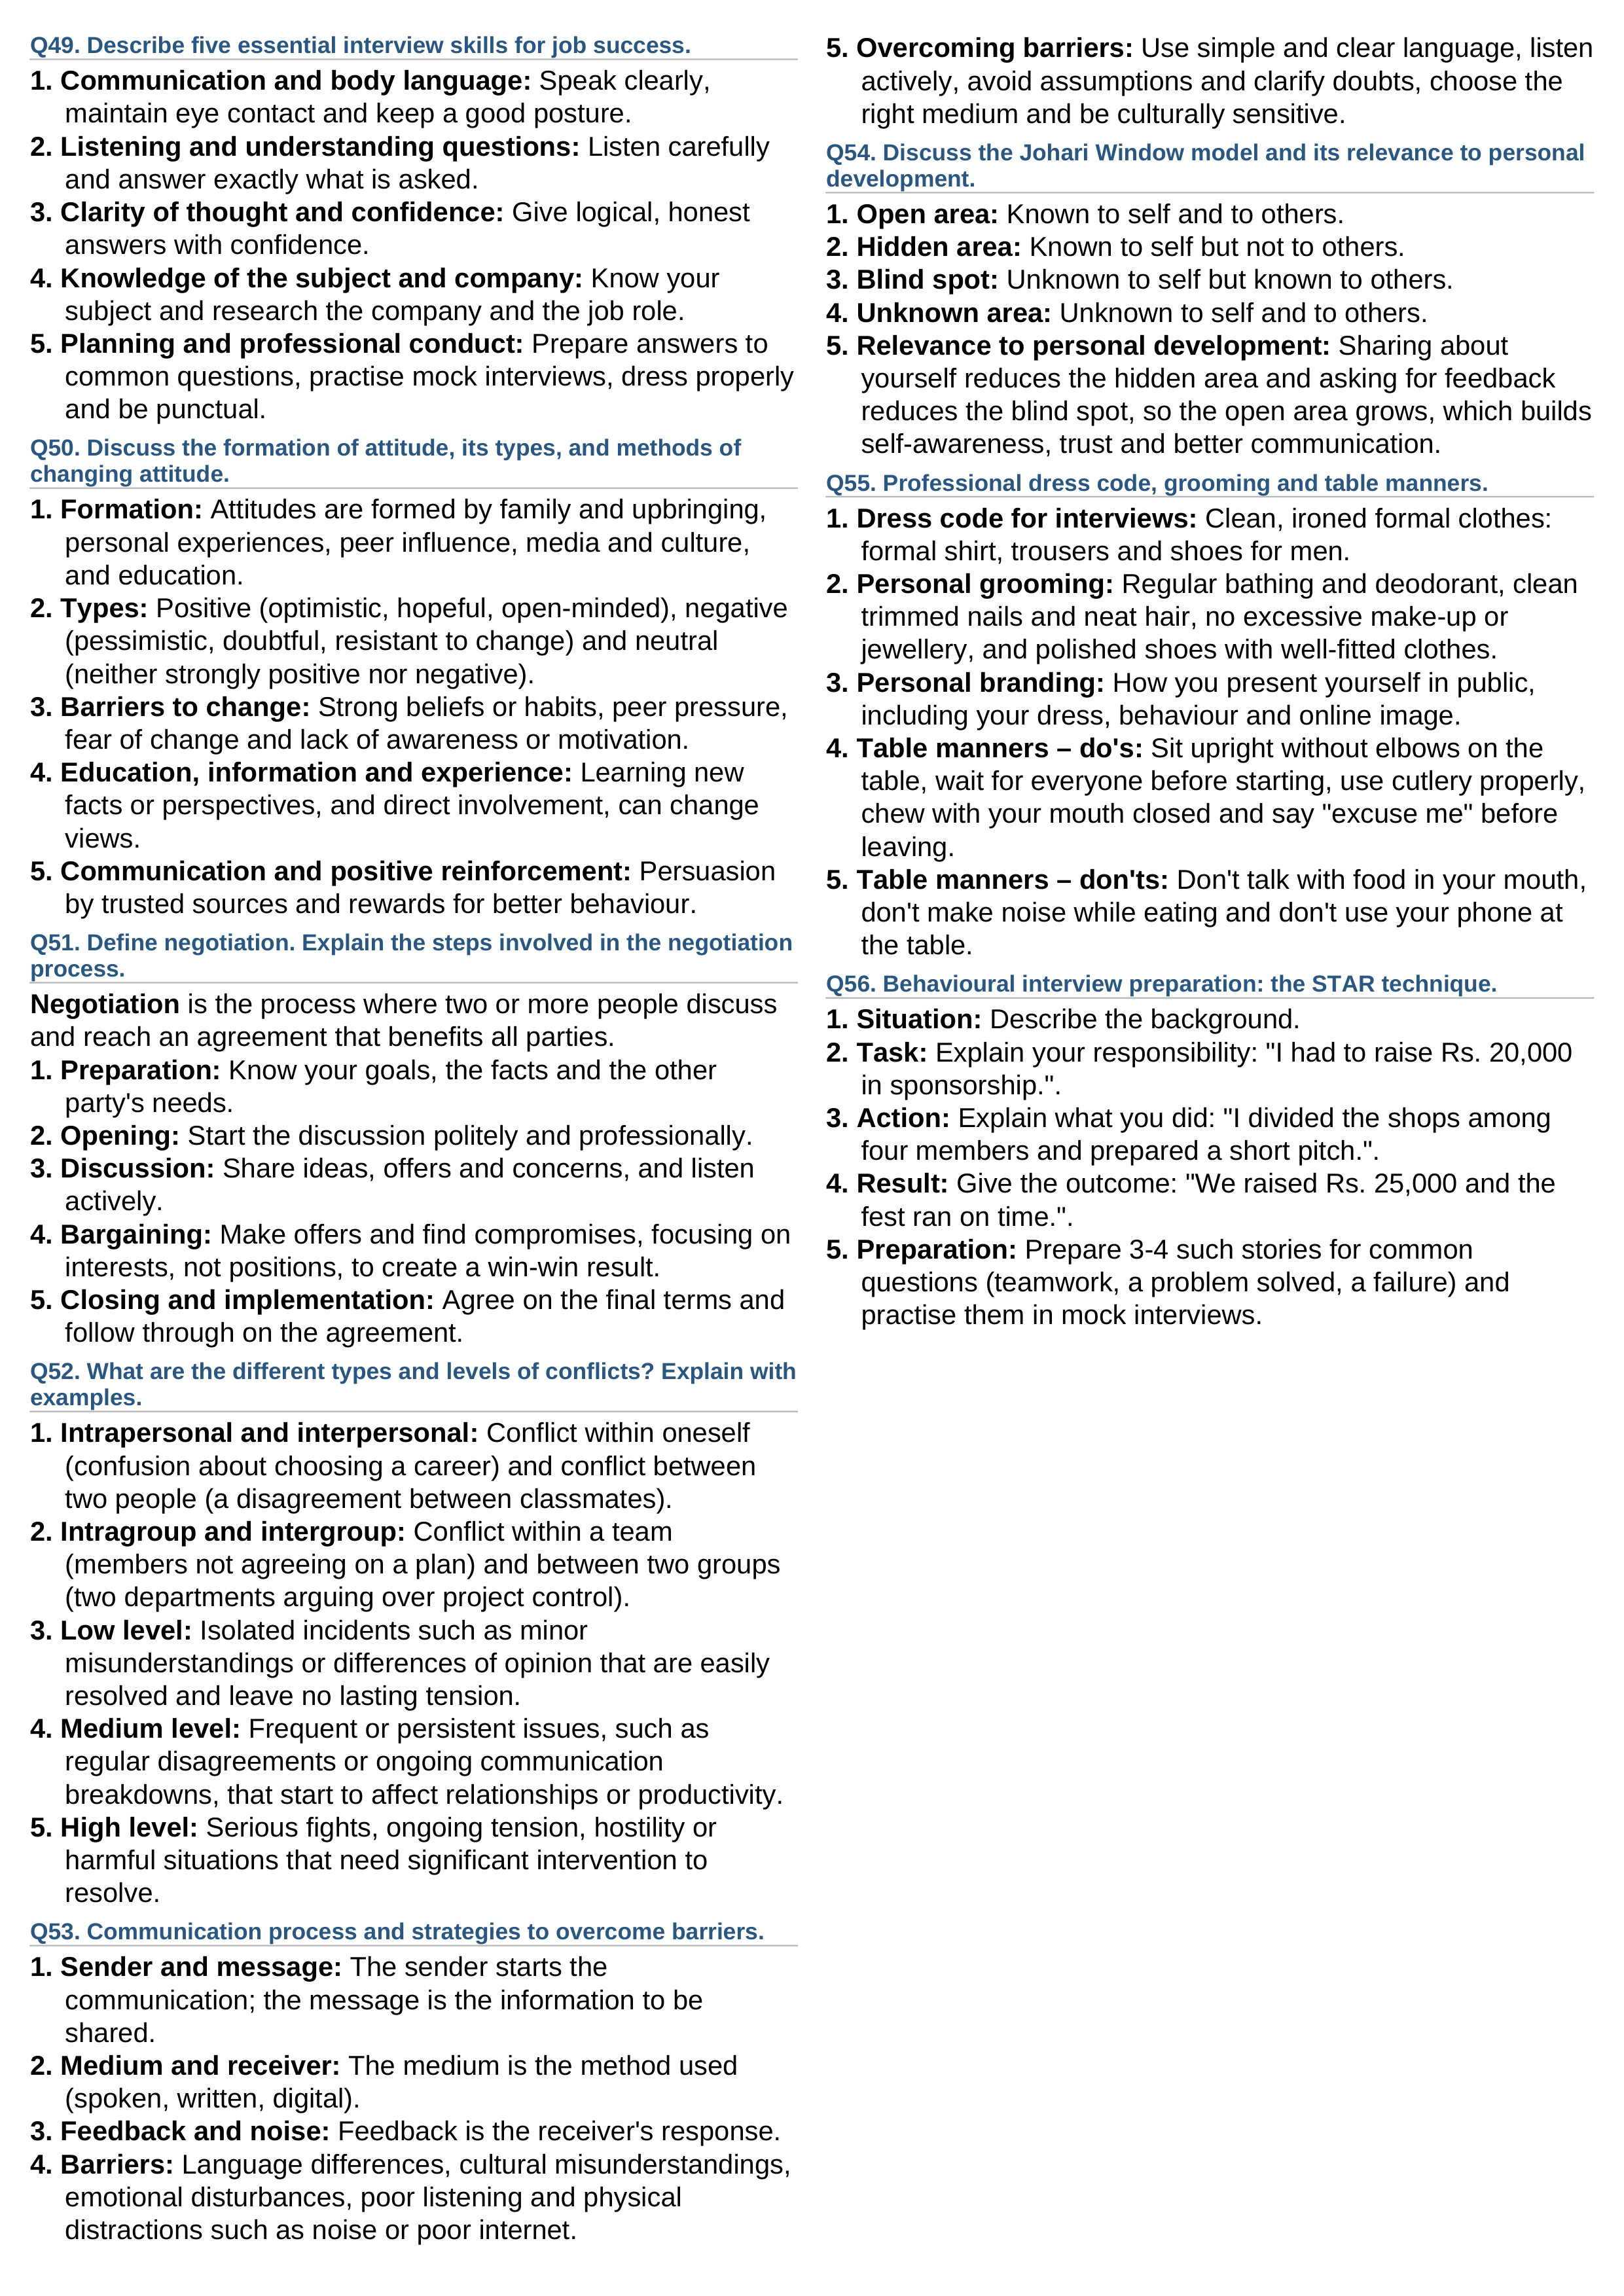 Q49. Describe five essential interview skills for job success.
1. Communication and body language: Speak clearly,
maintain eye contact and keep a good posture.
2. Listening and understanding questions: Listen carefully
and answer exactly what is asked.
3. Clarity of thought and confidence: Give logical, honest
answers with confidence.
4. Knowledge of the subject and company: Know your
subject and research the company and the job role.
5. Planning and professional conduct: Prepare answers to
common questions, practise mock interviews, dress properly
and be punctual.
Q50. Discuss the formation of attitude, its types, and methods of
changing attitude.
1. Formation: Attitudes are formed by family and upbringing,
personal experiences, peer influence, media and culture,
and education.
2. Types: Positive (optimistic, hopeful, open-minded), negative
(pessimistic, doubtful, resistant to change) and neutral
(neither strongly positive nor negative).
3. Barriers to change: Strong beliefs or habits, peer pressure,
fear of change and lack of awareness or motivation.
4. Education, information and experience: Learning new
facts or perspectives, and direct involvement, can change
views.
5. Communication and positive reinforcement: Persuasion
by trusted sources and rewards for better behaviour.
Q51. Define negotiation. Explain the steps involved in the negotiation
process.
Negotiation is the process where two or more people discuss
and reach an agreement that benefits all parties.
1. Preparation: Know your goals, the facts and the other
party's needs.
2. Opening: Start the discussion politely and professionally.
3. Discussion: Share ideas, offers and concerns, and listen
actively.
4. Bargaining: Make offers and find compromises, focusing on
interests, not positions, to create a win-win result.
5. Closing and implementation: Agree on the final terms and
follow through on the agreement.
Q52. What are the different types and levels of conflicts? Explain with
examples.
1. Intrapersonal and interpersonal: Conflict within oneself
(confusion about choosing a career) and conflict between
two people (a disagreement between classmates).
2. Intragroup and intergroup: Conflict within a team
(members not agreeing on a plan) and between two groups
(two departments arguing over project control).
3. Low level: Isolated incidents such as minor
misunderstandings or differences of opinion that are easily
resolved and leave no lasting tension.
4. Medium level: Frequent or persistent issues, such as
regular disagreements or ongoing communication
breakdowns, that start to affect relationships or productivity.
5. High level: Serious fights, ongoing tension, hostility or
harmful situations that need significant intervention to
resolve.
Q53. Communication process and strategies to overcome barriers.
1. Sender and message: The sender starts the
communication; the message is the information to be
shared.
2. Medium and receiver: The medium is the method used
(spoken, written, digital).
3. Feedback and noise: Feedback is the receiver's response.
4. Barriers: Language differences, cultural misunderstandings,
emotional disturbances, poor listening and physical
distractions such as noise or poor internet.
5. Overcoming barriers: Use simple and clear language, listen
actively, avoid assumptions and clarify doubts, choose the
right medium and be culturally sensitive.
Q54. Discuss the Johari Window model and its relevance to personal
development.
1. Open area: Known to self and to others.
2. Hidden area: Known to self but not to others.
3. Blind spot: Unknown to self but known to others.
4. Unknown area: Unknown to self and to others.
5. Relevance to personal development: Sharing about
yourself reduces the hidden area and asking for feedback
reduces the blind spot, so the open area grows, which builds
self-awareness, trust and better communication.
Q55. Professional dress code, grooming and table manners.
1. Dress code for interviews: Clean, ironed formal clothes:
formal shirt, trousers and shoes for men.
2. Personal grooming: Regular bathing and deodorant, clean
trimmed nails and neat hair, no excessive make-up or
jewellery, and polished shoes with well-fitted clothes.
3. Personal branding: How you present yourself in public,
including your dress, behaviour and online image.
4. Table manners – do's: Sit upright without elbows on the
table, wait for everyone before starting, use cutlery properly,
chew with your mouth closed and say "excuse me" before
leaving.
5. Table manners – don'ts: Don't talk with food in your mouth,
don't make noise while eating and don't use your phone at
the table.
Q56. Behavioural interview preparation: the STAR technique.
1. Situation: Describe the background.
2. Task: Explain your responsibility: "I had to raise Rs. 20,000
in sponsorship.".
3. Action: Explain what you did: "I divided the shops among
four members and prepared a short pitch.".
4. Result: Give the outcome: "We raised Rs. 25,000 and the
fest ran on time.".
5. Preparation: Prepare 3-4 such stories for common
questions (teamwork, a problem solved, a failure) and
practise them in mock interviews.